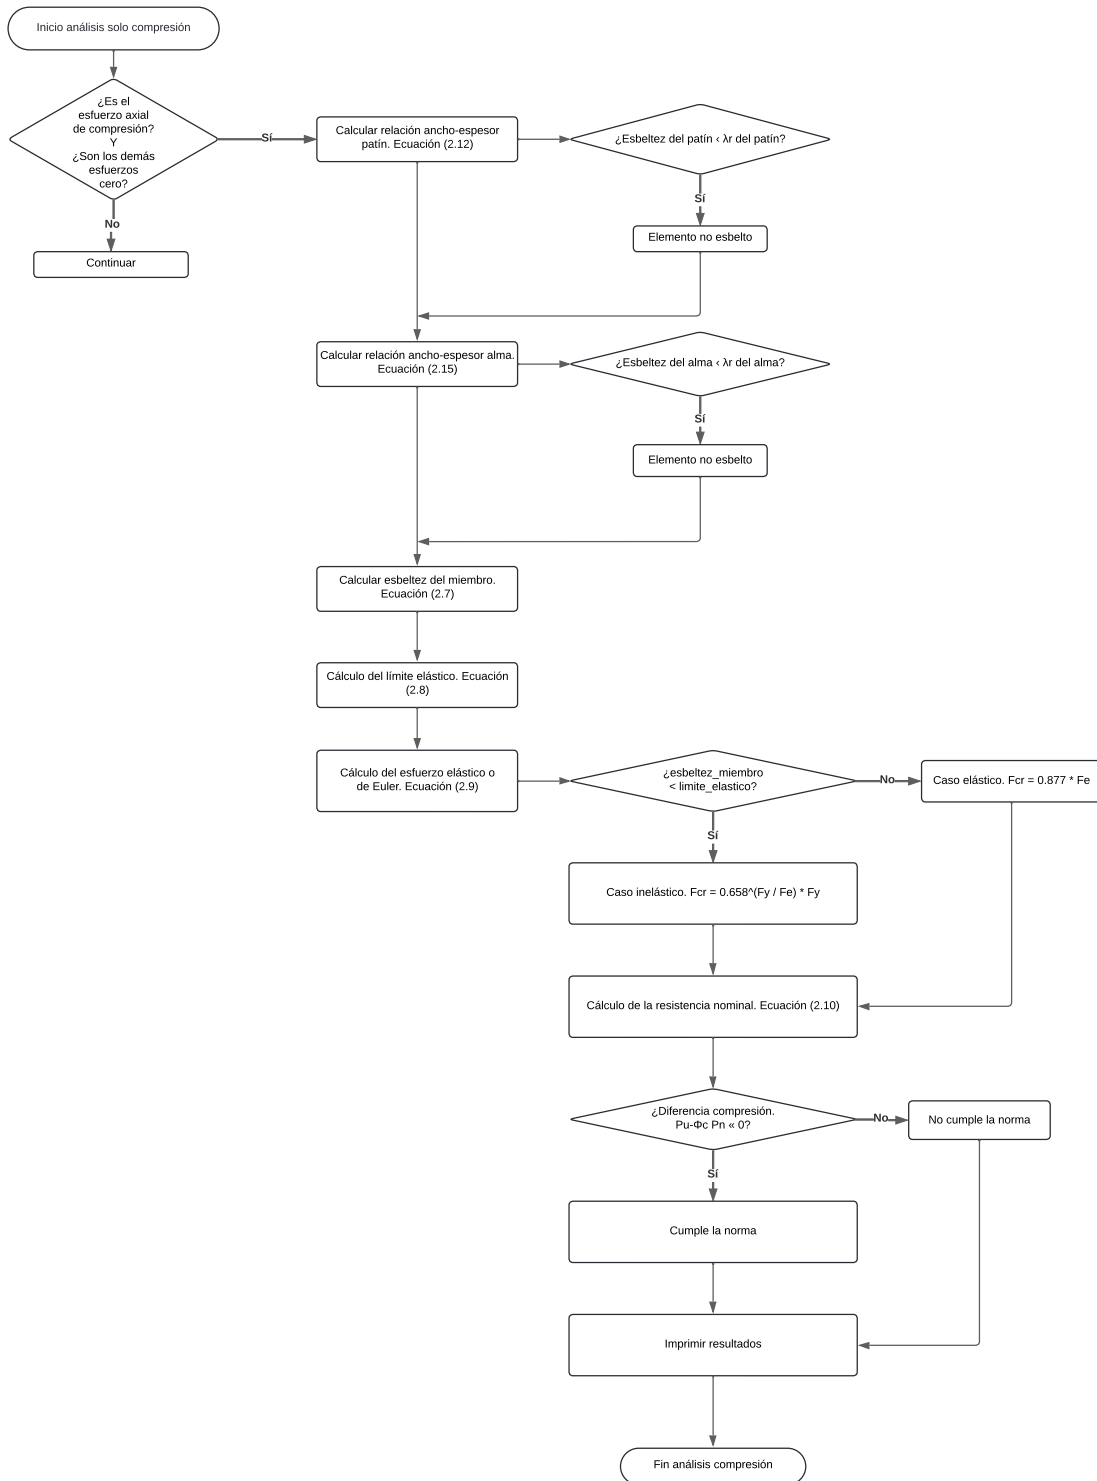 Inicio análisis solo compresión
¿Es el
esfuerzo axial
de compresión?
Y
¿Son los demás
esfuerzos
cero?
Sí
No
Continuar
Calcular relación ancho-espesor
patín. Ecuación (2.12)
¿Esbeltez del patín ‹ λr del patín?
Sí
Elemento no esbelto
Calcular relación ancho-espesor alma.
Ecuación (2.15)
¿Esbeltez del alma ‹ λr del alma?
Sí
Elemento no esbelto
Calcular esbeltez del miembro.
Ecuación (2.7)
Cálculo del límite elástico. Ecuación
(2.8)
Cálculo del esfuerzo elástico o
de Euler. Ecuación (2.9)
¿esbeltez_miembro
< limite_elastico?
No
Caso elástico. Fcr = 0.877 * Fe
Sí
Caso inelástico. Fcr = 0.658^(Fy / Fe) * Fy
Cálculo de la resistencia nominal. Ecuación (2.10)
¿Diferencia compresión.
Pu-Φc Pn « 0?
No
No cumple la norma
Sí
Cumple la norma
Imprimir resultados
Fin análisis compresión